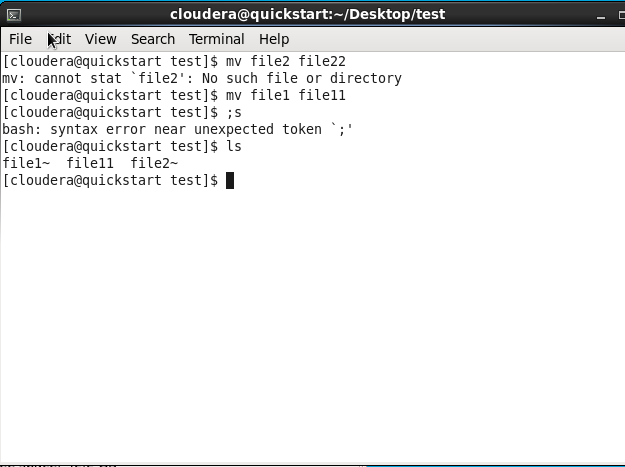 cloudera@quickstart:~/Desktop/test
File Edit View Search Terminal Help
[cloudera@quickstart test]$ mv file2 file22
mv: cannot stat `file2': No such file or directory
[cloudera@quickstart test]$ mv file1 file11
[cloudera@quickstart test]$ ;s
bash: syntax error near unexpected token `;'
[cloudera@quickstart test]$ ls
file1~  file11  file2~
[cloudera@quickstart test]$